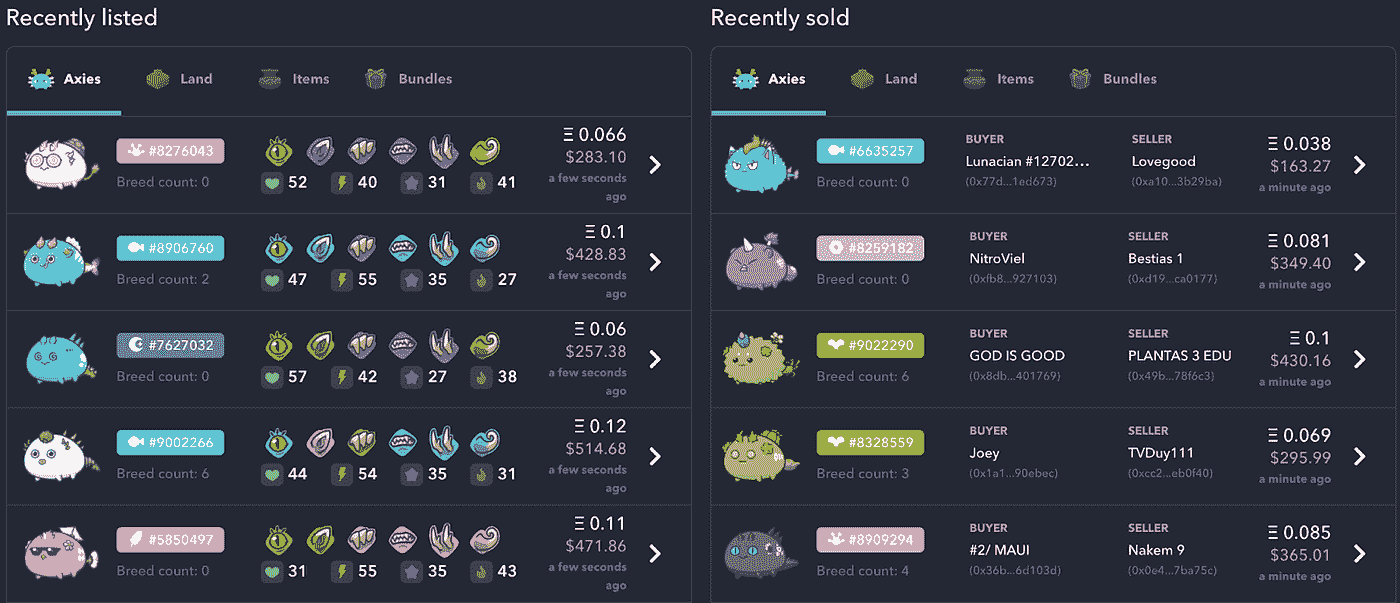 Recently listed
Axies Land Items Bundles
#8276043
Breed count: 0
52 40 31 41
Ξ 0.066
$283.10
a few seconds
ago
#8906760
Breed count: 2
47 55 35 27
Ξ 0.1
$428.83
a few seconds
ago
#7627032
Breed count: 0
57 42 27 38
Ξ 0.06
$257.38
a few seconds
ago
#9002266
Breed count: 6
44 54 35 31
Ξ 0.12
$514.68
a few seconds
ago
#5850497
Breed count: 0
31 55 35 43
Ξ 0.11
$471.86
a few seconds
ago
Recently sold
Axies Land Items Bundles
#6635257
Breed count: 0
BUYER
Lunacian #12702...
(0x77d...1ed673)
SELLER
Lovegood
(0xa10...3b29ba)
Ξ 0.038
$163.27
a minute ago
#8259182
Breed count: 0
BUYER
NitroViel
(0xfb8...927103)
SELLER
Bestias 1
(0xd19...ca0177)
Ξ 0.081
$349.40
a minute ago
#9022290
Breed count: 6
BUYER
GOD IS GOOD
(0x8db...401769)
SELLER
PLANTAS 3 EDU
(0x49b...78f6c3)
Ξ 0.1
$430.16
a minute ago
#8328559
Breed count: 3
BUYER
Joey
(0x1a1...90ebec)
SELLER
TVDuy111
(0xcc2...eb0f40)
Ξ 0.069
$295.99
a minute ago
#8909294
Breed count: 4
BUYER
#2/ MAUI
(0x36b...6d103d)
SELLER
Nakem 9
(0x0e4...7ba75c)
Ξ 0.085
$365.01
a minute ago